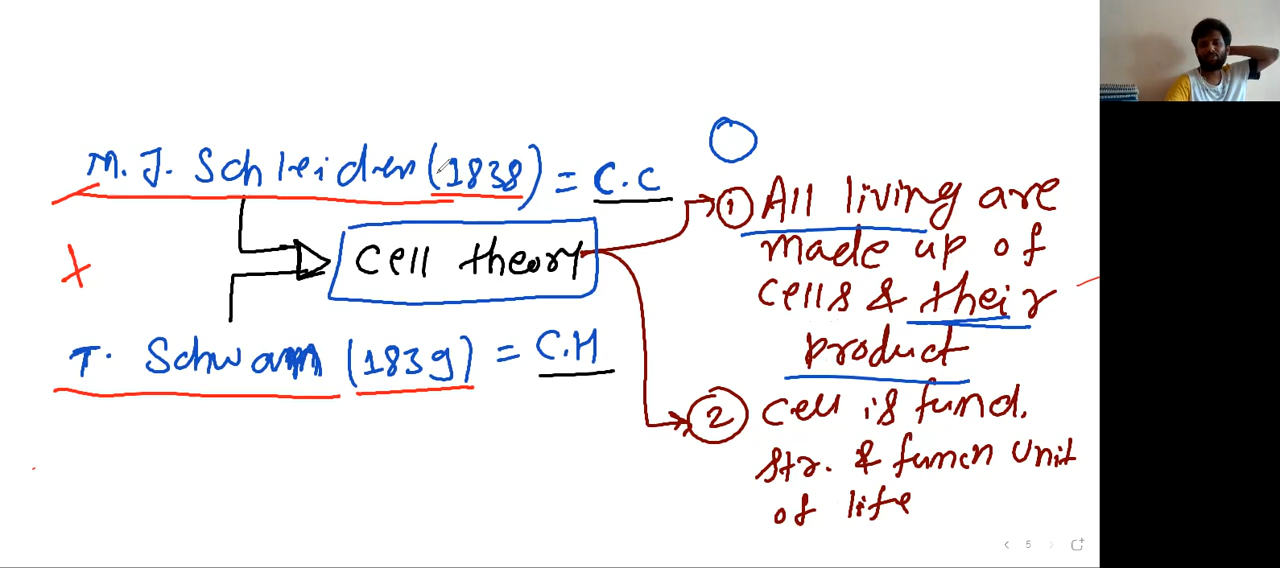 M. J. Schleiden (1838) = C.C
Cell theory
T. Schwann (1839) = C.H
① All living are
made up of
cells & their
product
② Cell is fund.
Str. & funcn unit
of life
5